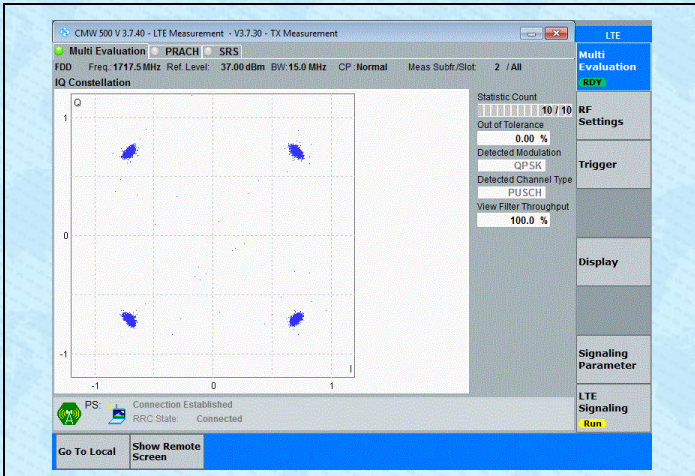 CMW 500 V 3.7.40 - LTE Measurement - V3.7.30 - TX Measurement
LTE
Multi Evaluation PRACH SRS
FDD Freq.:1717.5 MHz Ref. Level: 37.00 dBm BW:15.0 MHz CP :Normal Meas Subfr./Slot: 2 / All
IQ Constellation
Q
1
0
-1
-1 0 1
I
Statistic Count
10 / 10
Out of Tolerance
0.00 %
Detected Modulation
QPSK
Detected Channel Type
PUSCH
View Filter Throughput
100.0 %
Multi
Evaluation
RDY
RF
Settings
Trigger
Display
Signaling
Parameter
LTE
Signaling
Run
PS: Connection Established
RRC State: Connected
Go To Local
Show Remote
Screen